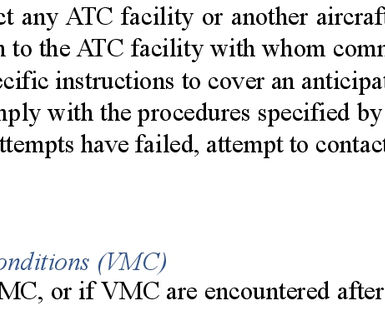 ct any ATC facility or another aircraft
n to the ATC facility with whom comm
ecific instructions to cover an anticipat
mply with the procedures specified by
attempts have failed, attempt to contact
onditions (VMC)
MC, or if VMC are encountered after